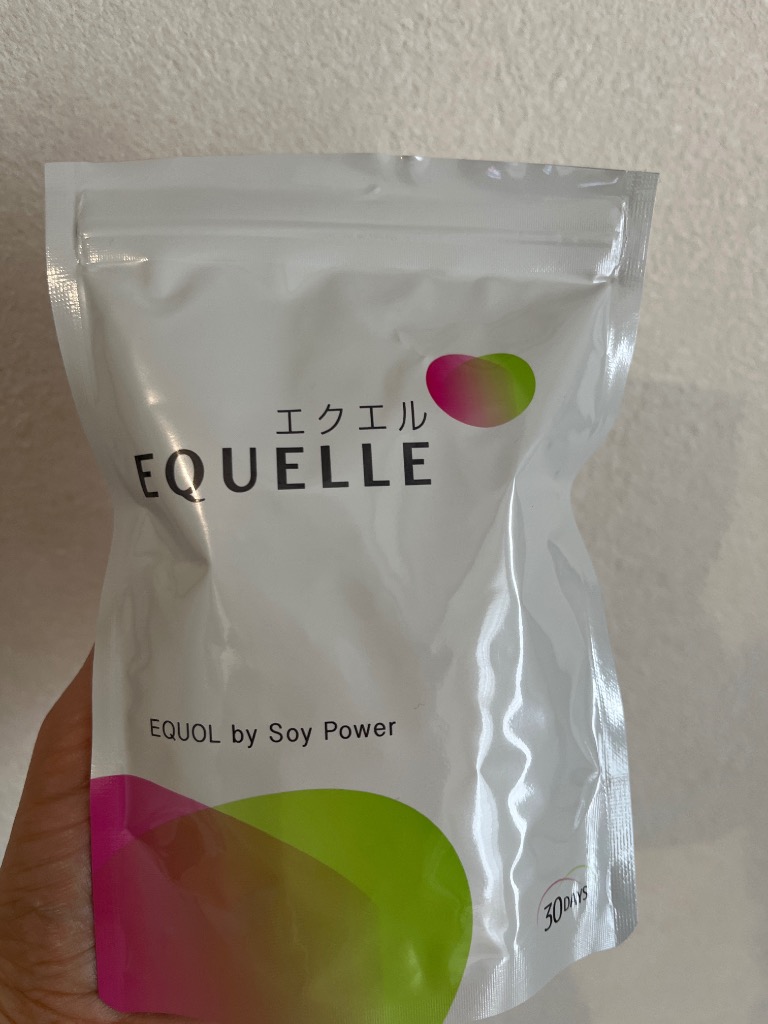 エクエル
EQUELLE
EQUOL by Soy Power
30DAYS